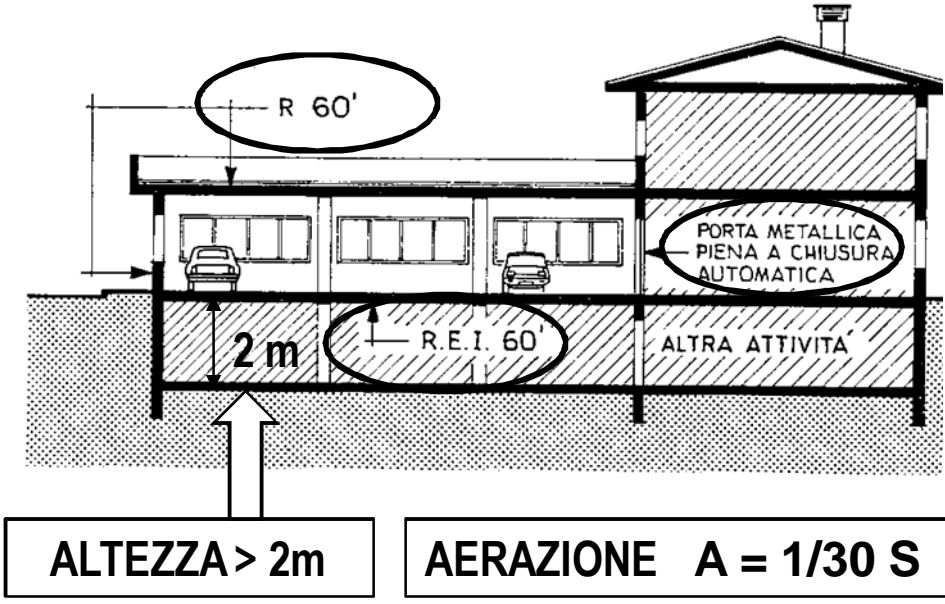 R 60'
PORTA METALLICA
PIENA A CHIUSURA
AUTOMATICA
2 m
R.E.I. 60'
ALTRA ATTIVITA'
ALTEZZA > 2m
AERAZIONE A = 1/30 S